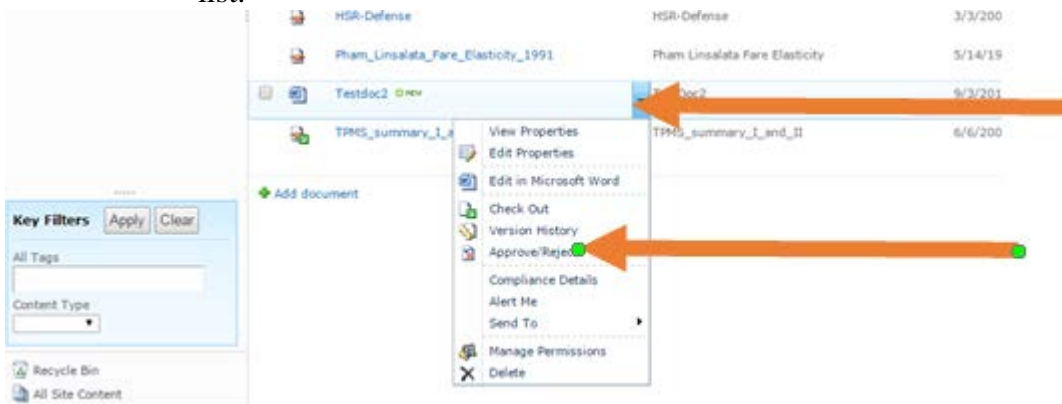 list.
HSR-Defense HSR-Defense 3/3/200
Pham_Linsalata_Fare_Elasticity_1991 Pham Linsalata Fare Elasticity 5/14/19
Testdoc2 NEW 9/3/201
TPMS_summary_I_a TPMS_summary_I_and_II 6/6/200
View Properties
Edit Properties
Edit in Microsoft Word
Add document
Check Out
Key Filters Apply Clear
Version History
Approve/Rejec
All Tags
Compliance Details
Alert Me
Content Type
Send To
Manage Permissions
Recycle Bin
Delete
All Site Content